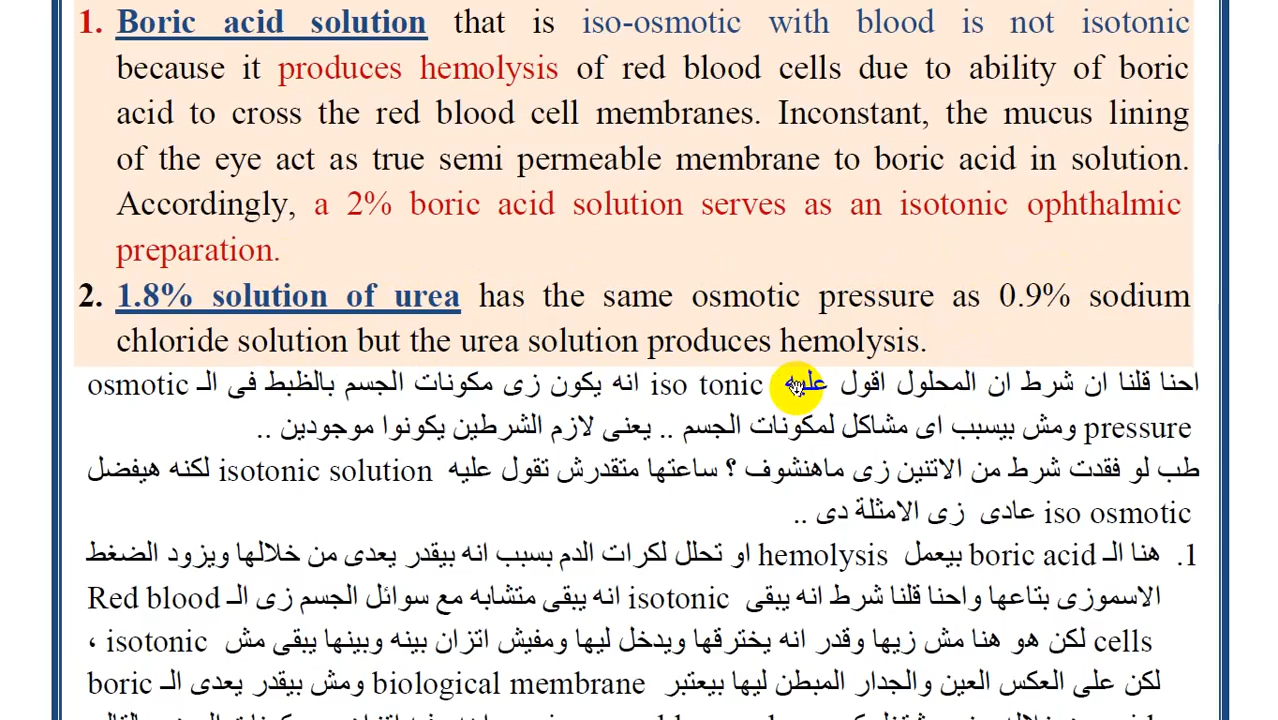 1. Boric acid solution that is iso-osmotic with blood is not isotonic
because it produces hemolysis of red blood cells due to ability of boric
acid to cross the red blood cell membranes. Inconstant, the mucus lining
of the eye act as true semi permeable membrane to boric acid in solution.
Accordingly, a 2% boric acid solution serves as an isotonic ophthalmic
preparation.
2. 1.8% solution of urea has the same osmotic pressure as 0.9% sodium
chloride solution but the urea solution produces hemolysis.
احنا قلنا ان شرط ان المحلول اقول عليه iso tonic انه يكون زى مكونات الجسم بالظبط فى الـ osmotic
pressure ومش بيسبب اى مشاكل لمكونات الجسم .. يعنى لازم الشرطين يكونوا موجودين ..
طب لو فقدت شرط من الاتنين زى ماهنشوف ؟ ساعتها متقدرش تقول عليه isotonic solution لكنه هيفضل
iso osmotic عادى زى الامثلة دى ..
1. هنا الـ boric acid بيعمل hemolysis او تحلل لكرات الدم بسبب انه بيقدر يعدى من خلالها ويزود الضغط
الاسموزى بتاعها واحنا قلنا شرط انه يبقى isotonic انه يبقى متشابه مع سوائل الجسم زى الـ Red blood
cells لكن هو هنا مش زيها وقدر انه يخترقها ويدخل ليها ومفيش اتزان بينه وبينها يبقى مش isotonic ،
لكن على العكس العين والجدار المبطن ليها بيعتبر biological membrane ومش بيقدر يعدى الـ boric